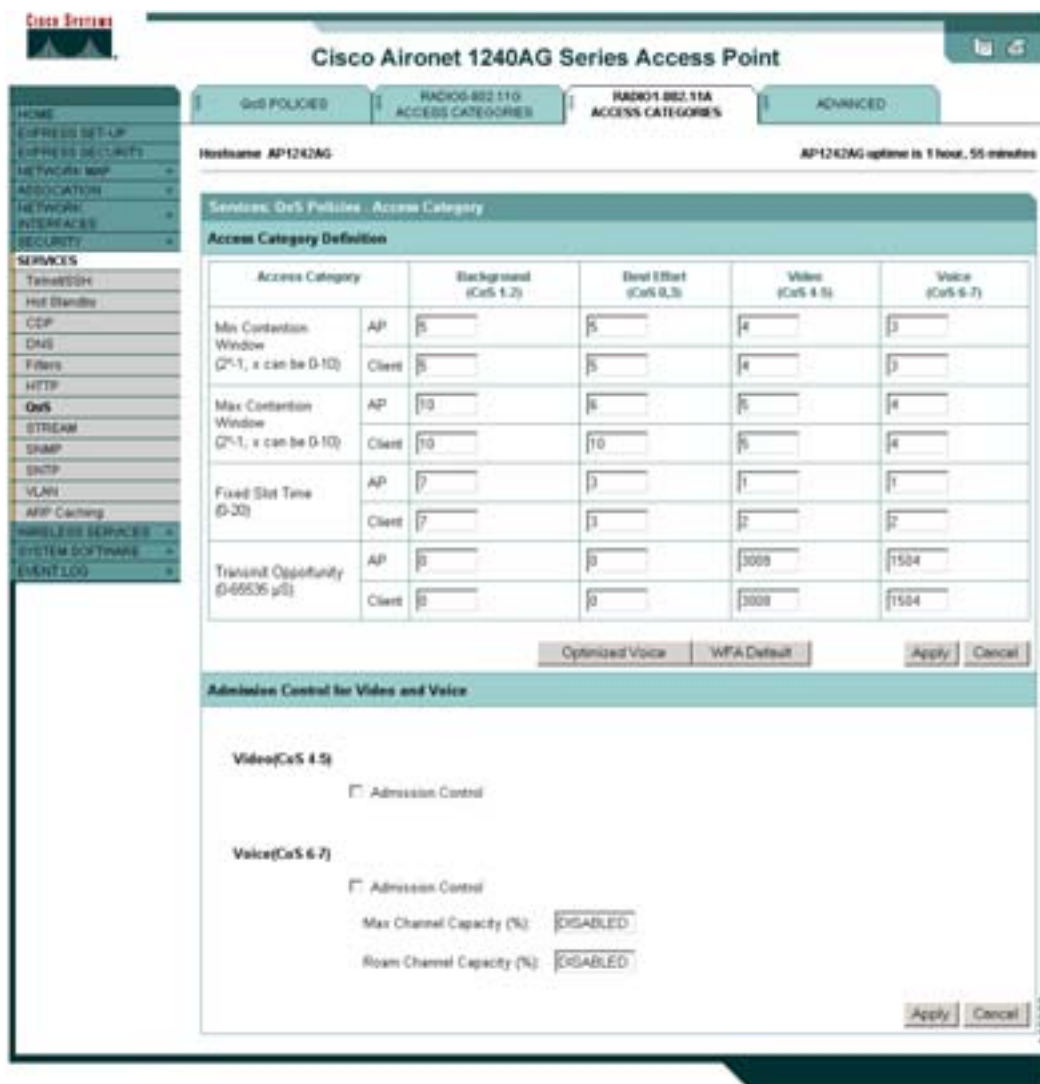 Cisco Systems
Cisco Aironet 1240AG Series Access Point
QoS POLICIES
RADIO0-802.11G ACCESS CATEGORIES
RADIO1-802.11A ACCESS CATEGORIES
ADVANCED
HOME
EXPRESS SET-UP
EXPRESS SECURITY
NETWORK MAP
ASSOCIATION
NETWORK INTERFACES
SECURITY
SERVICES
Telnet/SSH
Hot Standby
CDP
DNS
Filters
HTTP
QoS
STREAM
SNMP
SNTP
VLAN
ARP Caching
WIRELESS SERVICES
SYSTEM SOFTWARE
EVENT LOG
Hostname AP1242AG
AP1242AG uptime is 1 hour, 55 minutes
Services: QoS Policies - Access Category
Access Category Definition
Access Category Background (CoS 1-2) Best Effort (CoS 0,3) Video (CoS 4-5) Voice (CoS 6-7)
Min Contention Window (2ˣ-1, x can be 0-10) AP 5 5 4 3
Client 5 5 4 3
Max Contention Window (2ˣ-1, x can be 0-10) AP 10 6 5 4
Client 10 10 5 4
Fixed Slot Time (0-20) AP 7 3 1 1
Client 7 3 2 2
Transmit Opportunity (0-65535 µS) AP 0 0 3008 1504
Client 0 0 3008 1504
Optimized Voice WFA Default Apply Cancel
Admission Control for Video and Voice
Video(CoS 4-5)
Admission Control
Voice(CoS 6-7)
Admission Control
Max Channel Capacity (%): DISABLED
Roam Channel Capacity (%): DISABLED
Apply Cancel